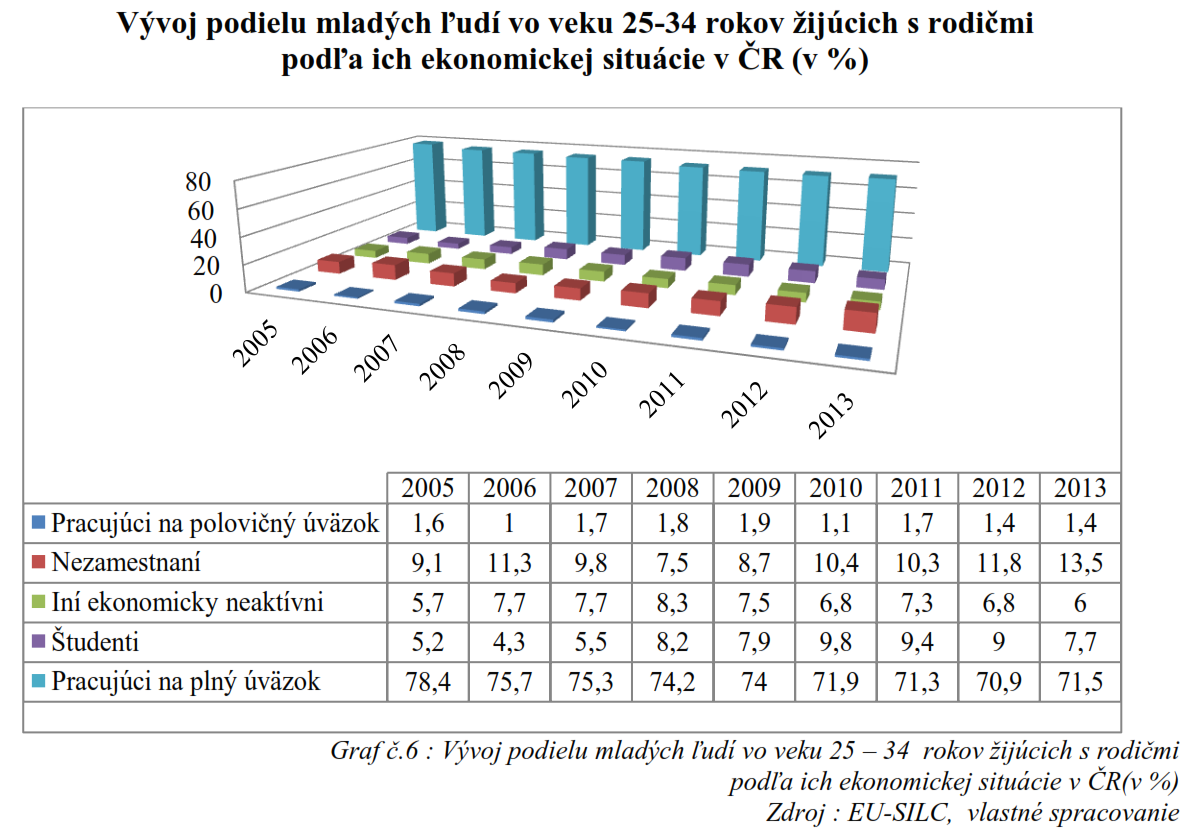 Vývoj podielu mladých ľudí vo veku 25-34 rokov žijúcich s rodičmi
podľa ich ekonomickej situácie v ČR (v %)
80
60
40
20
0
2005
2006
2007
2008
2009
2010
2011
2012
2013
2005 2006 2007 2008 2009 2010 2011 2012 2013
Pracujúci na polovičný úväzok 1,6 1 1,7 1,8 1,9 1,1 1,7 1,4 1,4
Nezamestnaní 9,1 11,3 9,8 7,5 8,7 10,4 10,3 11,8 13,5
Iní ekonomicky neaktívni 5,7 7,7 7,7 8,3 7,5 6,8 7,3 6,8 6
Študenti 5,2 4,3 5,5 8,2 7,9 9,8 9,4 9 7,7
Pracujúci na plný úväzok 78,4 75,7 75,3 74,2 74 71,9 71,3 70,9 71,5
Graf č.6 : Vývoj podielu mladých ľudí vo veku 25 – 34 rokov žijúcich s rodičmi
podľa ich ekonomickej situácie v ČR(v %)
Zdroj : EU-SILC, vlastné spracovanie